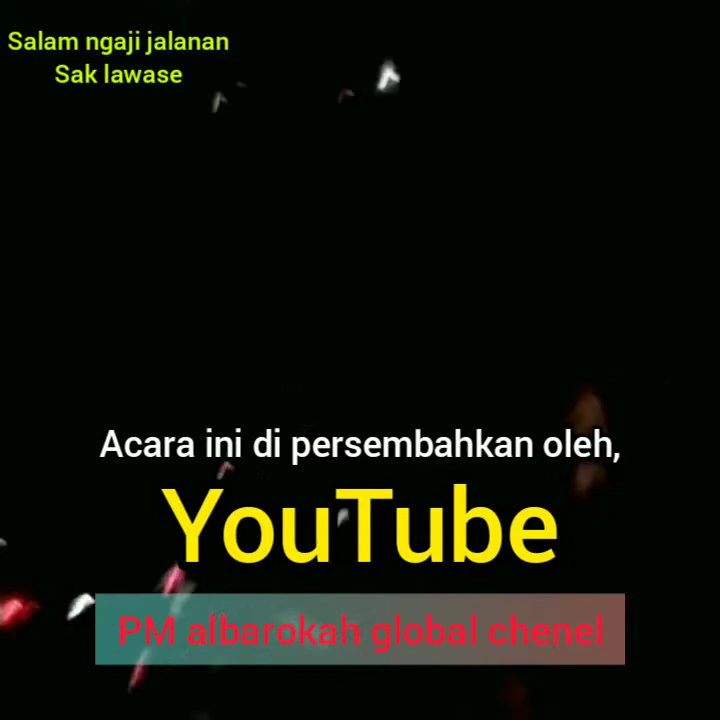 Salam ngaji jalanan
Sak lawase
Acara ini di persembahkan oleh,
YouTube
PM albarokah global chenel